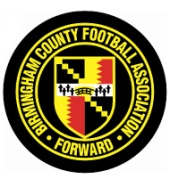 BIRMINGHAM COUNTY FOOTBALL ASSOCIATION
• FORWARD •